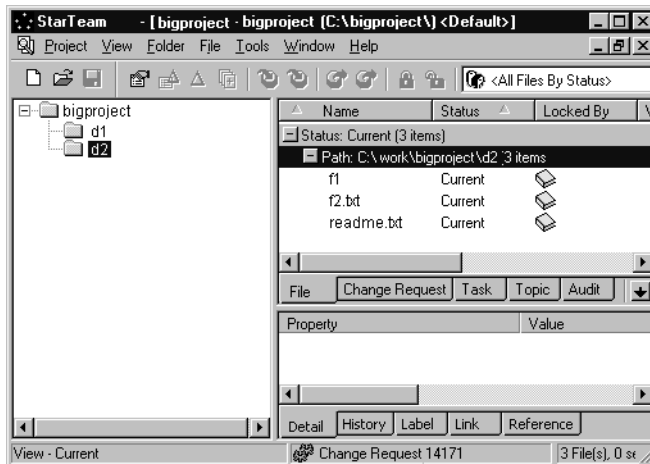 StarTeam - [bigproject - bigproject (C:\bigproject\) <Default>]
Project View Folder File Tools Window Help
<All Files By Status>
bigproject
d1
d2
Name Status Locked By
Status: Current (3 items)
Path: C:\work\bigproject\d2 3 items
f1 Current
f2.txt Current
readme.txt Current
File Change Request Task Topic Audit
Property Value
Detail History Label Link Reference
View - Current Change Request 14171 3 File(s), 0 se